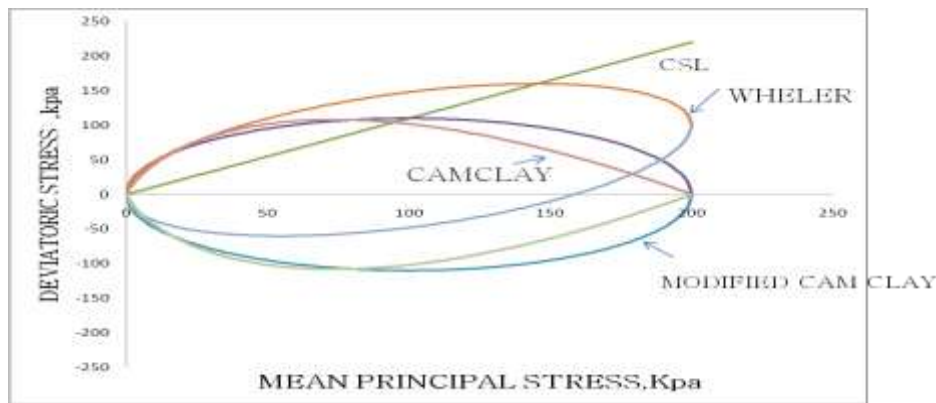 250
200
150
100
50
0
-50
-100
-150
-200
-250
0
50
100
150
200
250
DEVIATORIC STRESS ,kpa
CSL
WHELER
CAMCLAY
MODIFIED CAM CLAY
MEAN PRINCIPAL STRESS,Kpa